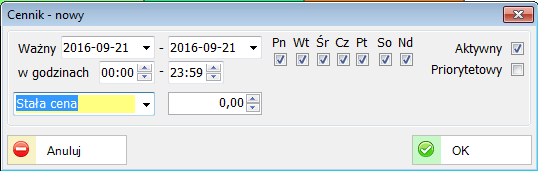 Cennik - nowy
Ważny 2016-09-21 - 2016-09-21 Pn Wt Śr Cz Pt So Nd Aktywny
w godzinach 00:00 - 23:59 Priorytetowy
Stała cena 0,00
Anuluj OK